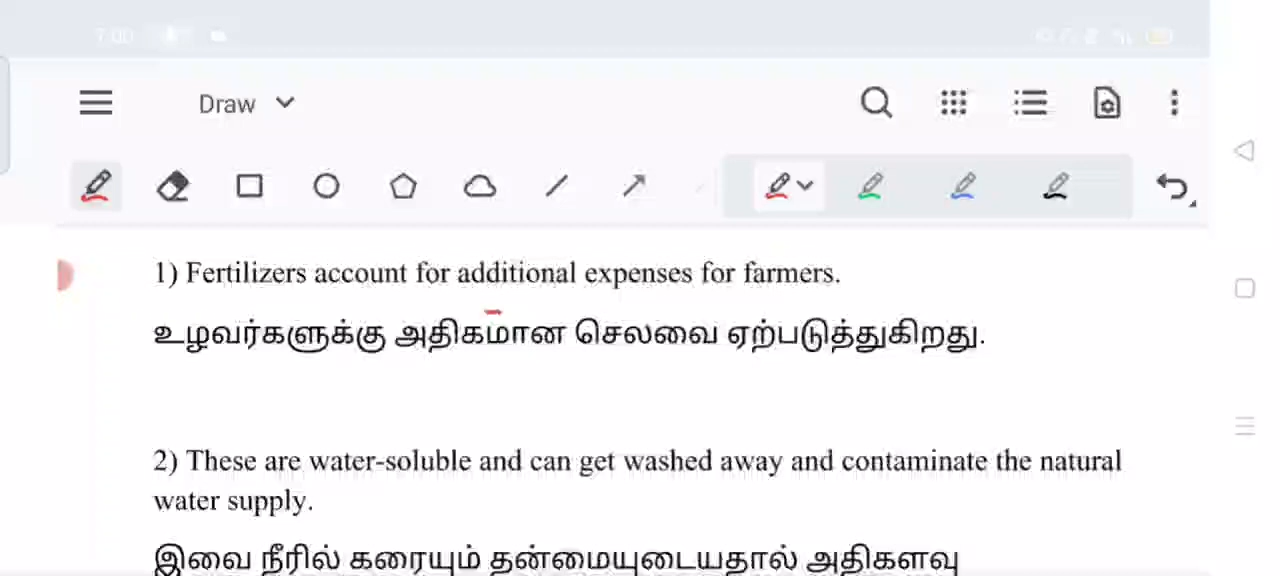 7:00
Draw
1) Fertilizers account for additional expenses for farmers.
உழவர்களுக்கு அதிகமான செலவை ஏற்படுத்துகிறது.
2) These are water-soluble and can get washed away and contaminate the natural
water supply.
இவை நீரில் கரையும் தன்மையுடையதால் அதிகளவு